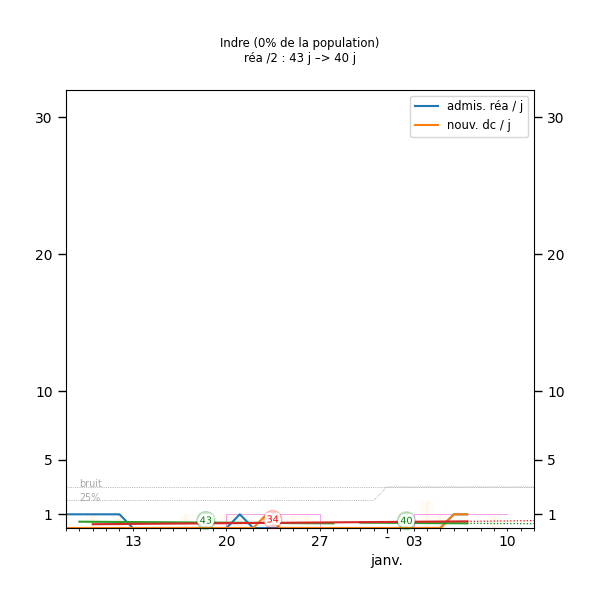 Indre (0% de la population)
réa /2 : 43 j –> 40 j
admis. réa / j
nouv. dc / j
30 30
20 20
10 10
5 5
bruit
25%
43 34 40
1 1
13 20 27 - 03 10
janv.